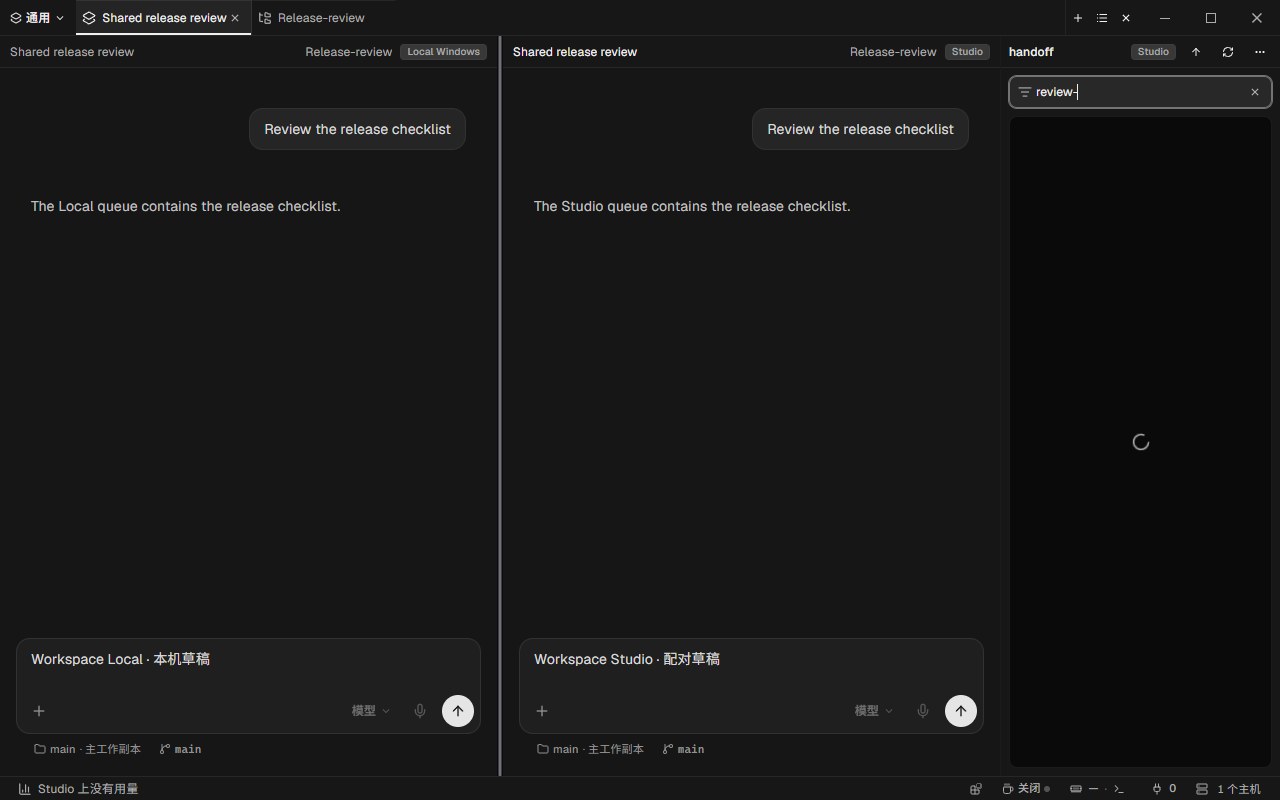 通用
Shared release review
Release-review
Shared release review
Release-review
Local Windows
Shared release review
Release-review
Studio
handoff
Studio
review-
Review the release checklist
The Local queue contains the release checklist.
Review the release checklist
The Studio queue contains the release checklist.
Workspace Local · 本机草稿
模型
main · 主工作副本
main
Workspace Studio · 配对草稿
模型
main · 主工作副本
main
Studio 上没有用量
关闭
— ·
0
1 个主机